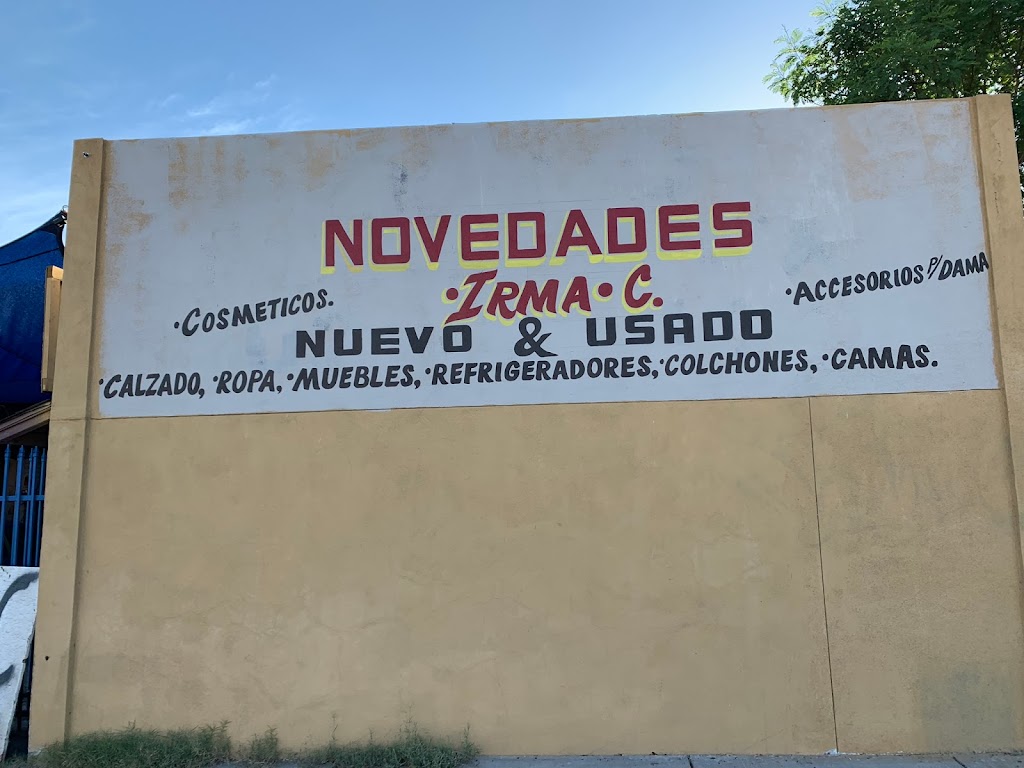 NOVEDADES
•IRMA• C.
•COSMETICOS.
•ACCESORIOS P/DAMA
NUEVO & USADO
•CALZADO, •ROPA, •MUEBLES, •REFRIGERADORES, •COLCHONES, •CAMAS.